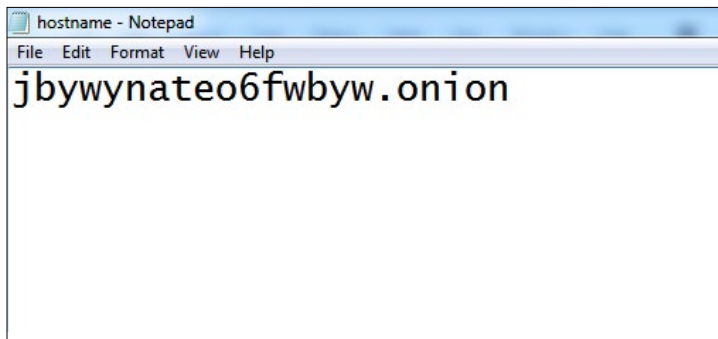 hostname - Notepad
File Edit Format View Help
jbywynateo6fwbyw.onion